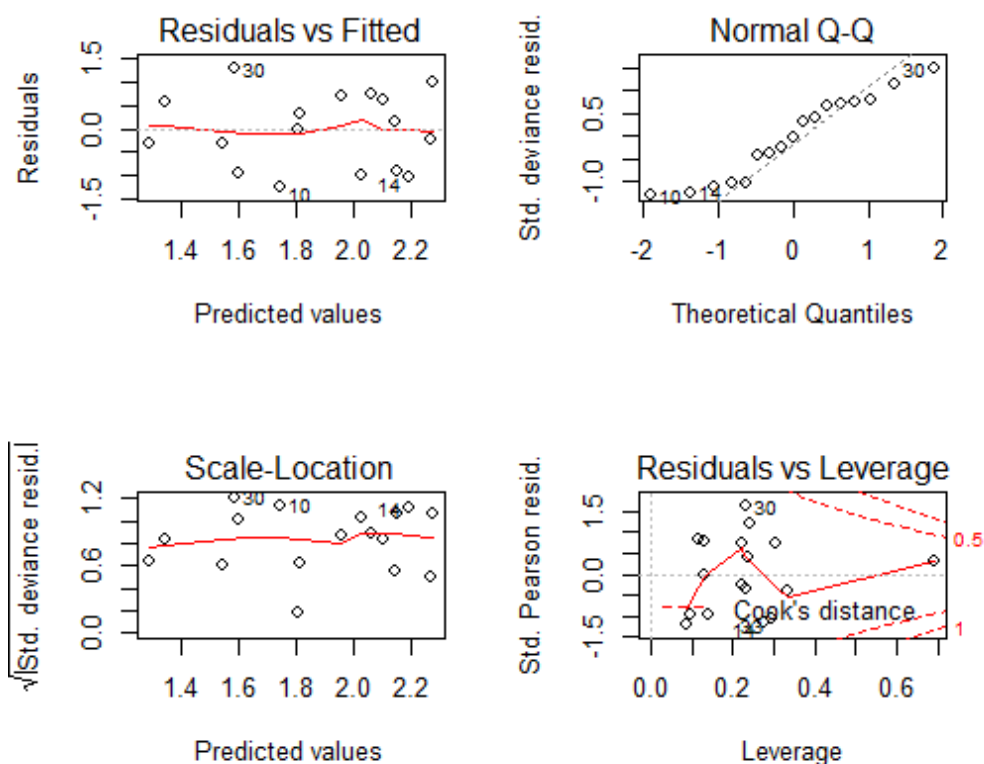 Residuals vs Fitted
Residuals
1.5
0.0
-1.5
30
10
14
1.4 1.6 1.8 2.0 2.2
Predicted values
Normal Q-Q
Std. deviance resid.
0.5
-1.0
30
10
14
-2 -1 0 1 2
Theoretical Quantiles
Scale-Location
√|Std. deviance resid.|
1.2
0.6
0.0
30
10
14
1.4 1.6 1.8 2.0 2.2
Predicted values
Residuals vs Leverage
Std. Pearson resid.
1.5
0.0
-1.5
30
0.5
1
Cook's distance
0.0 0.2 0.4 0.6
Leverage